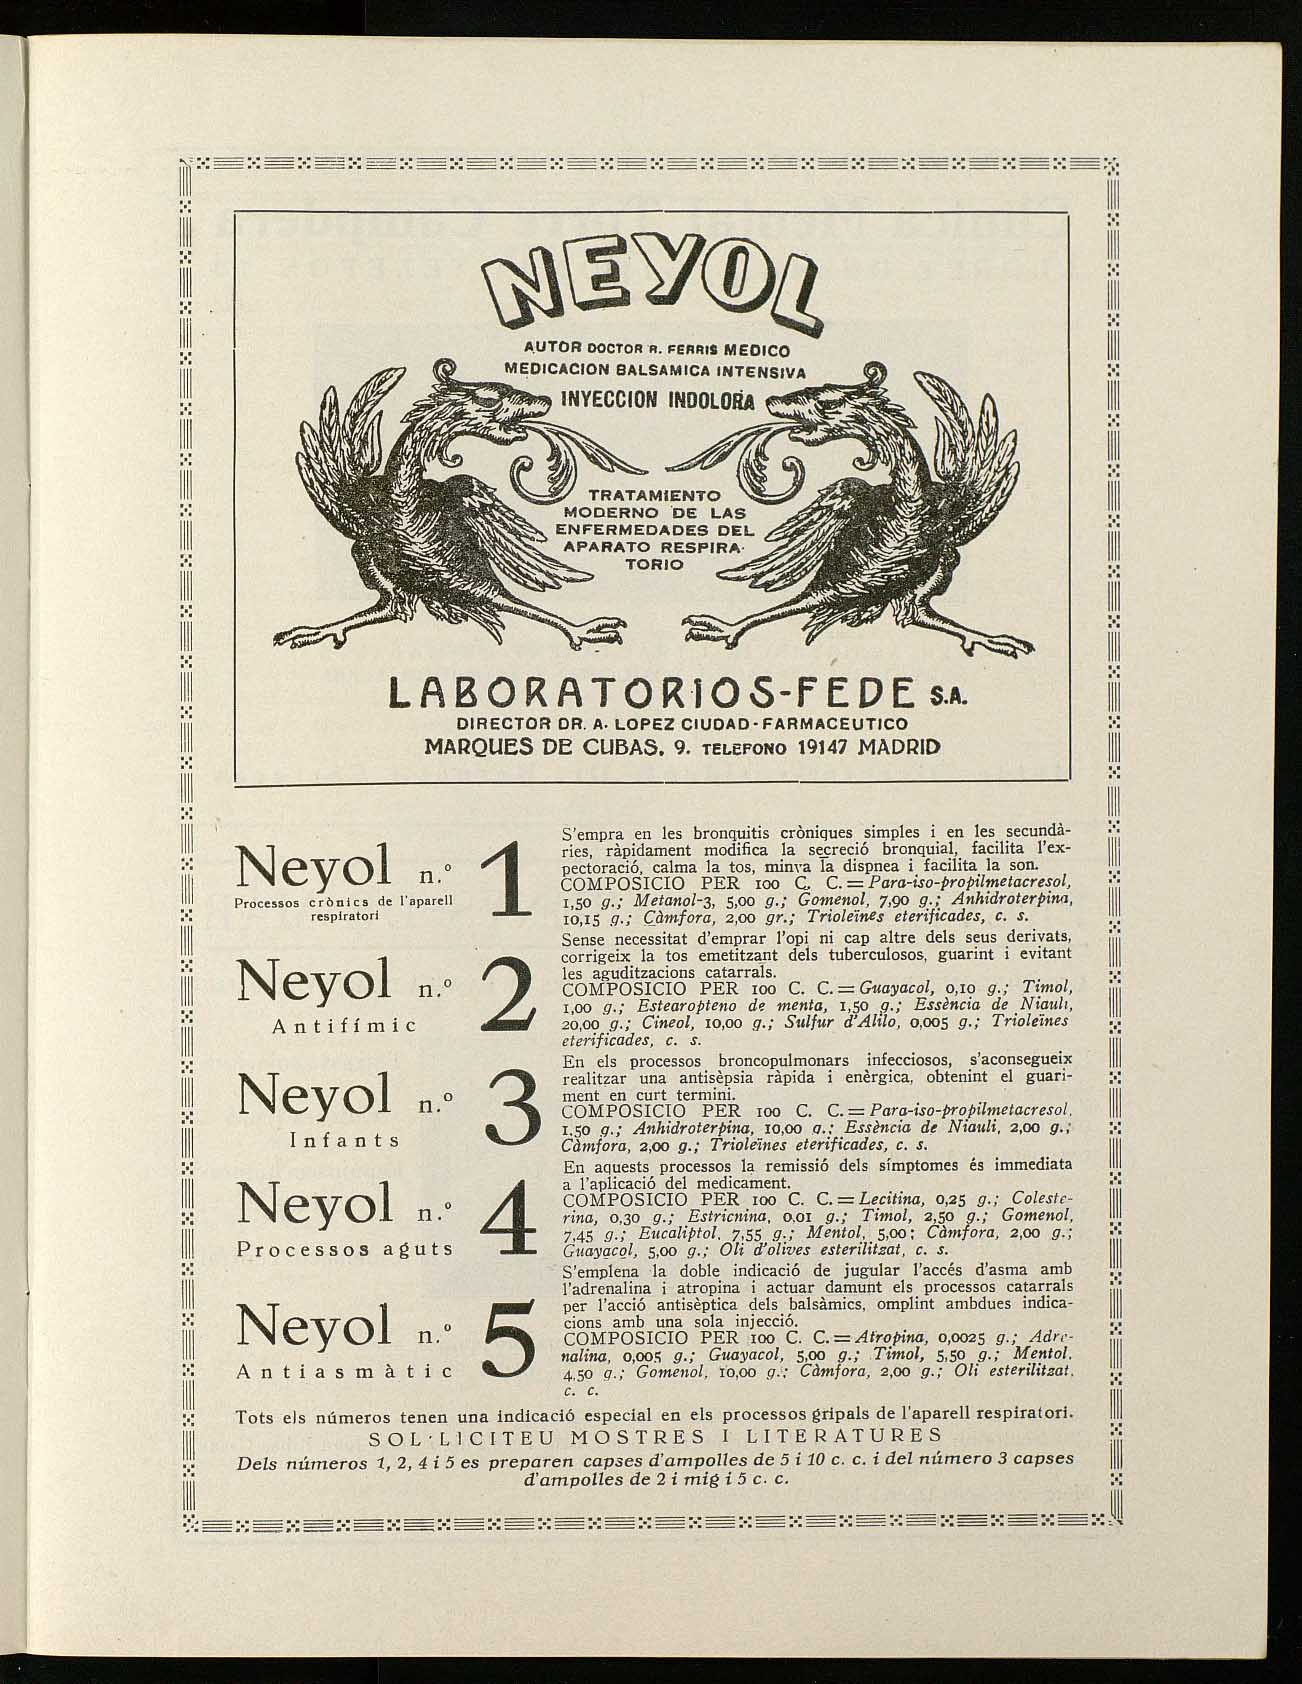 NEYOL
AUTOR DOCTOR R. FERRIS MEDICO
MEDICACION BALSAMICA INTENSIVA
INYECCION INDOLORA
TRATAMIENTO
MODERNO DE LAS
ENFERMEDADES DEL
APARATO RESPIRA-
TORIO
LABORATORIOS-FEDE S.A.
DIRECTOR DR. A. LOPEZ CIUDAD-FARMACEUTICO
MARQUES DE CUBAS, 9. TELEFONO 19147 MADRID
Neyol n.º 1
Processos crònics de l'aparell
respiratori
S'empra en les bronquitis cròniques simples i en les secundà-
ries, ràpidament modifica la secreció bronquial, facilita l'ex-
pectoració, calma la tos, minva la dispnea i facilita la son.
COMPOSICIO PER 100 C. C. = Para-iso-propilmetacresol,
1,50 g.; Metanol-3, 5,00 g.; Gomenol, 7,90 g.; Anhidroterpina,
10,15 g.; Càmfora, 2,00 gr.; Trioleïnes eterificades, c. s.
Neyol n.º 2
Antifímic
Sense necessitat d'emprar l'opi ni cap altre dels seus derivats,
corrigeix la tos emetitzant dels tuberculosos, guarint i evitant
les aguditzacions catarrals.
COMPOSICIO PER 100 C. C. = Guayacol, 0,10 g.; Timol,
1,00 g.; Estearopteno de menta, 1,50 g.; Essència de Niauli,
20,00 g.; Cineol, 10,00 g.; Sulfur d'Alilo, 0,005 g.; Trioleïnes
eterificades, c. s.
Neyol n.º 3
Infants
En els processos broncopulmonars infecciosos, s'aconsegueix
realitzar una antisèpsia ràpida i enèrgica, obtenint el guari-
ment en curt termini.
COMPOSICIO PER 100 C. C. = Para-iso-propilmetacresol,
1,50 g.; Anhidroterpina, 10,00 g.; Essència de Niauli, 2,00 g.;
Càmfora, 2,00 g.; Trioleïnes eterificades, c. s.
Neyol n.º 4
Processos aguts
En aquests processos la remissió dels símptomes és immediata
a l'aplicació del medicament.
COMPOSICIO PER 100 C. C. = Lecitina, 0,25 g.; Coleste-
rina, 0,30 g.; Estricnina, 0,01 g.; Timol, 2,50 g.; Gomenol,
7,45 g.; Eucaliptol, 7,55 g.; Mentol, 5,00; Càmfora, 2,00 g.;
Guayacol, 5,00 g.; Oli d'olives esterilitzat, c. s.
Neyol n.º 5
Antiasmàtic
S'emplena la doble indicació de jugular l'accés d'asma amb
l'adrenalina i atropina i actuar damunt els processos catarrals
per l'acció antisèptica dels balsàmics, omplint ambdues indica-
cions amb una sola injecció.
COMPOSICIO PER 100 C. C. = Atropina, 0,0025 g.; Adre-
nalina, 0,005 g.; Guayacol, 5,00 g.; Timol, 5,50 g.; Mentol,
4,50 g.; Gomenol, 10,00 g.; Càmfora, 2,00 g.; Oli esterilitzat,
c. c.
Tots els números tenen una indicació especial en els processos gripals de l'aparell respiratori.
SOL·LICITEU MOSTRES I LITERATURES
Dels números 1, 2, 4 i 5 es preparen capses d'ampolles de 5 i 10 c. c. i del número 3 capses
d'ampolles de 2 i mig i 5 c. c.